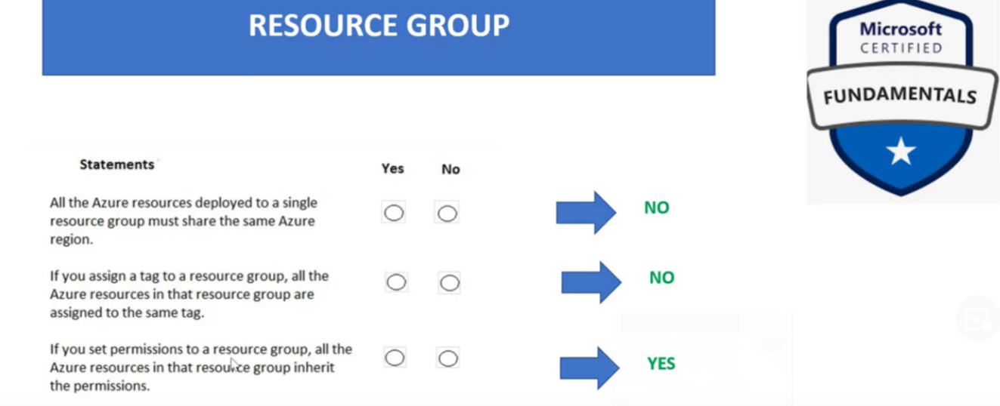 RESOURCE GROUP
Microsoft
CERTIFIED
FUNDAMENTALS
Statements
Yes
No
All the Azure resources deployed to a single
resource group must share the same Azure
region.
NO
If you assign a tag to a resource group, all the
Azure resources in that resource group are
assigned to the same tag.
NO
If you set permissions to a resource group, all the
Azure resources in that resource group inherit
the permissions.
YES